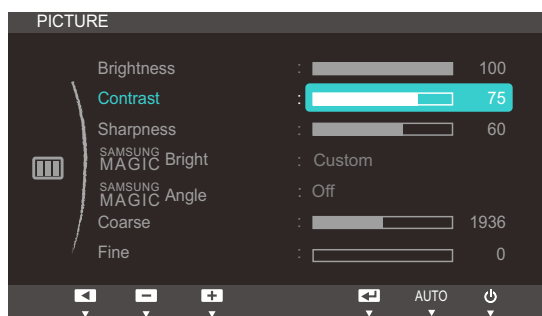 PICTURE
Brightness : 100
Contrast : 75
Sharpness : 60
SAMSUNG MAGIC Bright : Custom
SAMSUNG MAGIC Angle : Off
Coarse 1936
Fine : 0
AUTO